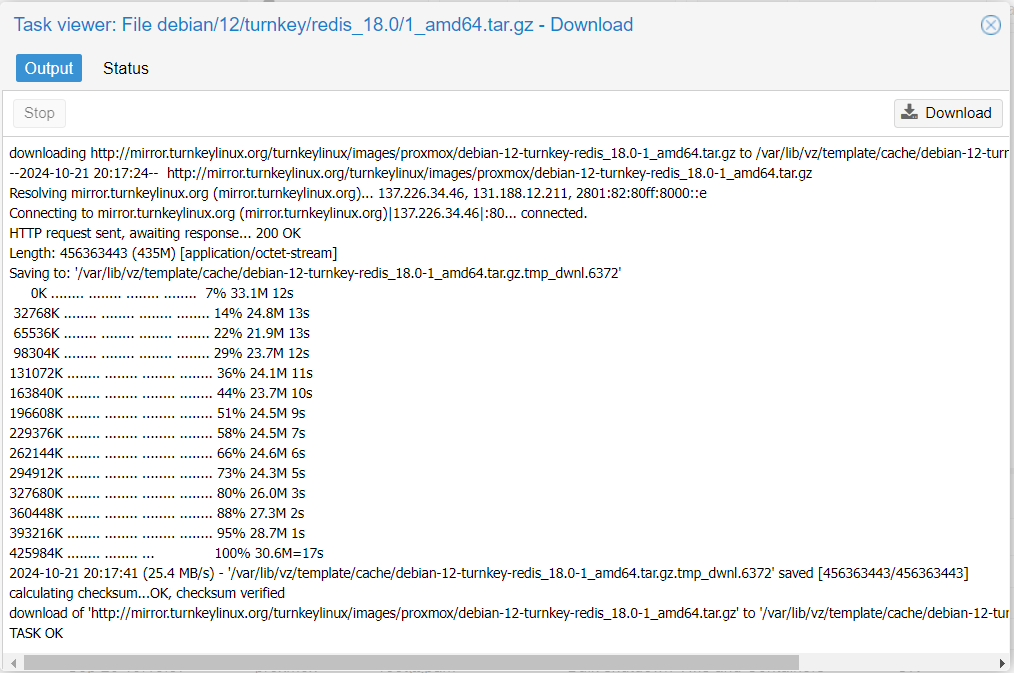 Task viewer: File debian/12/turnkey/redis_18.0/1_amd64.tar.gz - Download
Output Status
Stop Download
downloading http://mirror.turnkeylinux.org/turnkeylinux/images/proxmox/debian-12-turnkey-redis_18.0-1_amd64.tar.gz to /var/lib/vz/template/cache/debian-12-turr
--2024-10-21 20:17:24-- http://mirror.turnkeylinux.org/turnkeylinux/images/proxmox/debian-12-turnkey-redis_18.0-1_amd64.tar.gz
Resolving mirror.turnkeylinux.org (mirror.turnkeylinux.org)... 137.226.34.46, 131.188.12.211, 2801:82:80ff:8000::e
Connecting to mirror.turnkeylinux.org (mirror.turnkeylinux.org)|137.226.34.46|:80... connected.
HTTP request sent, awaiting response... 200 OK
Length: 456363443 (435M) [application/octet-stream]
Saving to: '/var/lib/vz/template/cache/debian-12-turnkey-redis_18.0-1_amd64.tar.gz.tmp_dwnl.6372'
0K ........ ........ ........ ........ 7% 33.1M 12s
32768K ........ ........ ........ ........ 14% 24.8M 13s
65536K ........ ........ ........ ........ 22% 21.9M 13s
98304K ........ ........ ........ ........ 29% 23.7M 12s
131072K ........ ........ ........ ........ 36% 24.1M 11s
163840K ........ ........ ........ ........ 44% 23.7M 10s
196608K ........ ........ ........ ........ 51% 24.5M 9s
229376K ........ ........ ........ ........ 58% 24.5M 7s
262144K ........ ........ ........ ........ 66% 24.6M 6s
294912K ........ ........ ........ ........ 73% 24.3M 5s
327680K ........ ........ ........ ........ 80% 26.0M 3s
360448K ........ ........ ........ ........ 88% 27.3M 2s
393216K ........ ........ ........ ........ 95% 28.7M 1s
425984K ........ ........ ... 100% 30.6M=17s
2024-10-21 20:17:41 (25.4 MB/s) - '/var/lib/vz/template/cache/debian-12-turnkey-redis_18.0-1_amd64.tar.gz.tmp_dwnl.6372' saved [456363443/456363443]
calculating checksum...OK, checksum verified
download of 'http://mirror.turnkeylinux.org/turnkeylinux/images/proxmox/debian-12-turnkey-redis_18.0-1_amd64.tar.gz' to '/var/lib/vz/template/cache/debian-12-tur
TASK OK